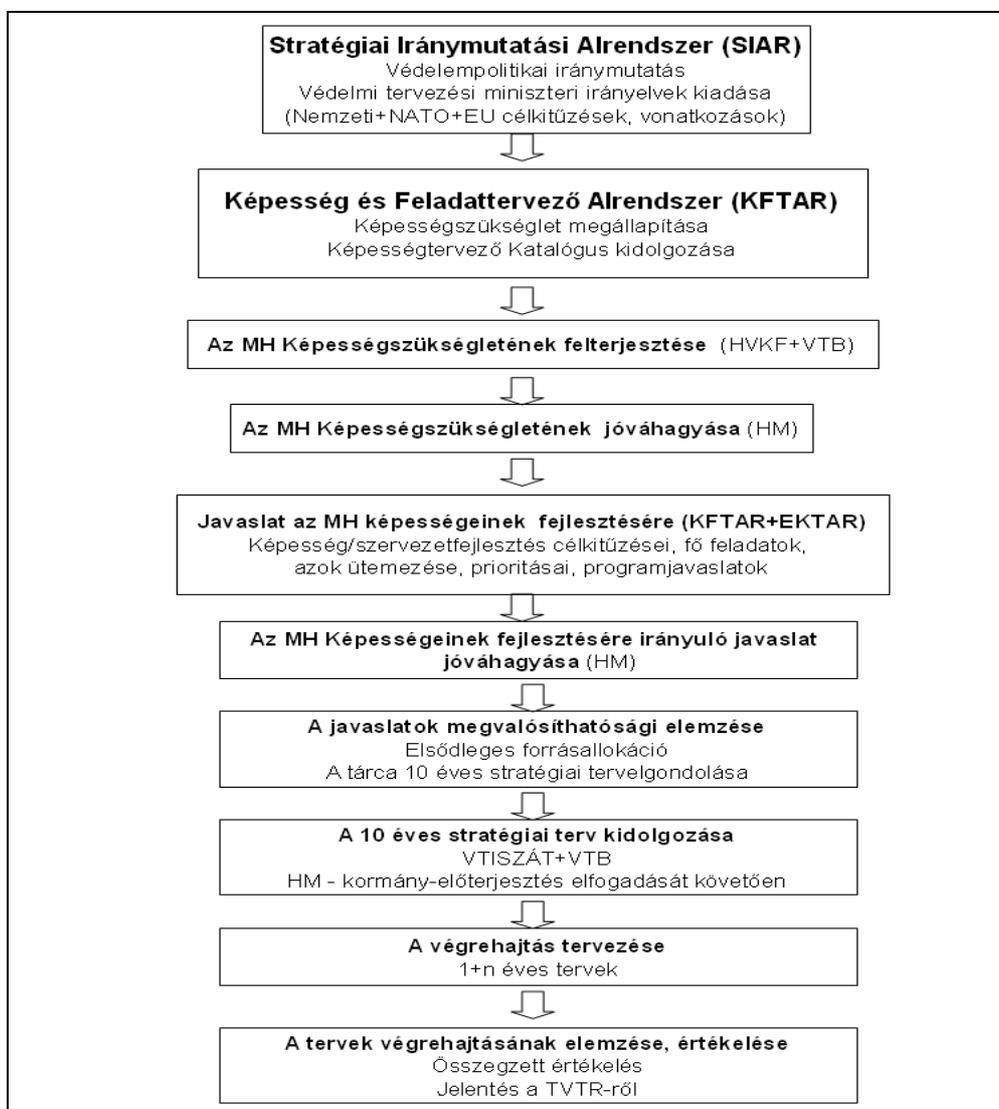 Stratégiai Iránymutatási Alrendszer (SIAR)
Védelempolitikai iránymutatás
Védelmi tervezési miniszteri irányelvek kiadása
(Nemzeti+NATO+EU célkitűzések, vonatkozások)
Képesség és Feladattervező Alrendszer (KFTAR)
Képességszükséglet megállapítása
Képességtervező Katalógus kidolgozása
Az MH Képességszükségletének felterjesztése (HVKF+VTB)
Az MH Képességszükségletének jóváhagyása (HM)
Javaslat az MH képességeinek fejlesztésére (KFTAR+EKTAR)
Képesség/szervezetfejlesztés célkitűzései, fő feladatok,
azok ütemezése, prioritásai, programjavaslatok
Az MH Képességeinek fejlesztésére irányuló javaslat
jóváhagyása (HM)
A javaslatok megvalósíthatósági elemzése
Elsődleges forrásallokáció
A tárca 10 éves stratégiai tervelgondolása
A 10 éves stratégiai terv kidolgozása
VTISZÁT+VTB
HM - kormány-előterjesztés elfogadását követően
A végrehajtás tervezése
1+n éves tervek
A tervek végrehajtásának elemzése, értékelése
Összegzett értékelés
Jelentés a TVTR-ről